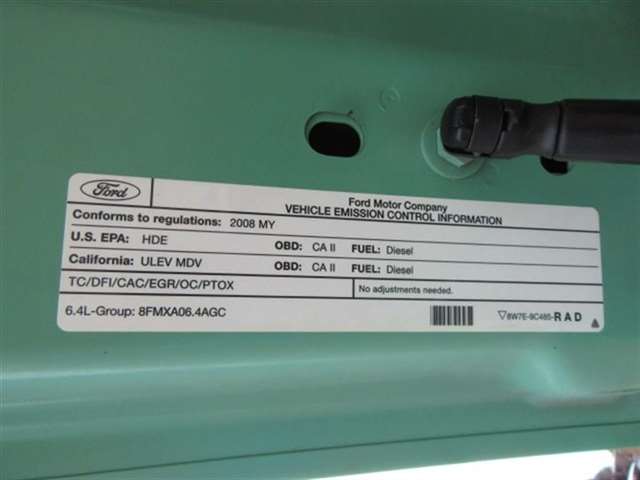 Ford
Ford Motor Company
VEHICLE EMISSION CONTROL INFORMATION
Conforms to regulations: 2008 MY
U.S. EPA: HDE OBD: CA II FUEL: Diesel
California: ULEV MDV OBD: CA II FUEL: Diesel
TC/DFI/CAC/EGR/OC/PTOX No adjustments needed.
6.4L-Group: 8FMXA06.4AGC 8W7E-9C485-RAD